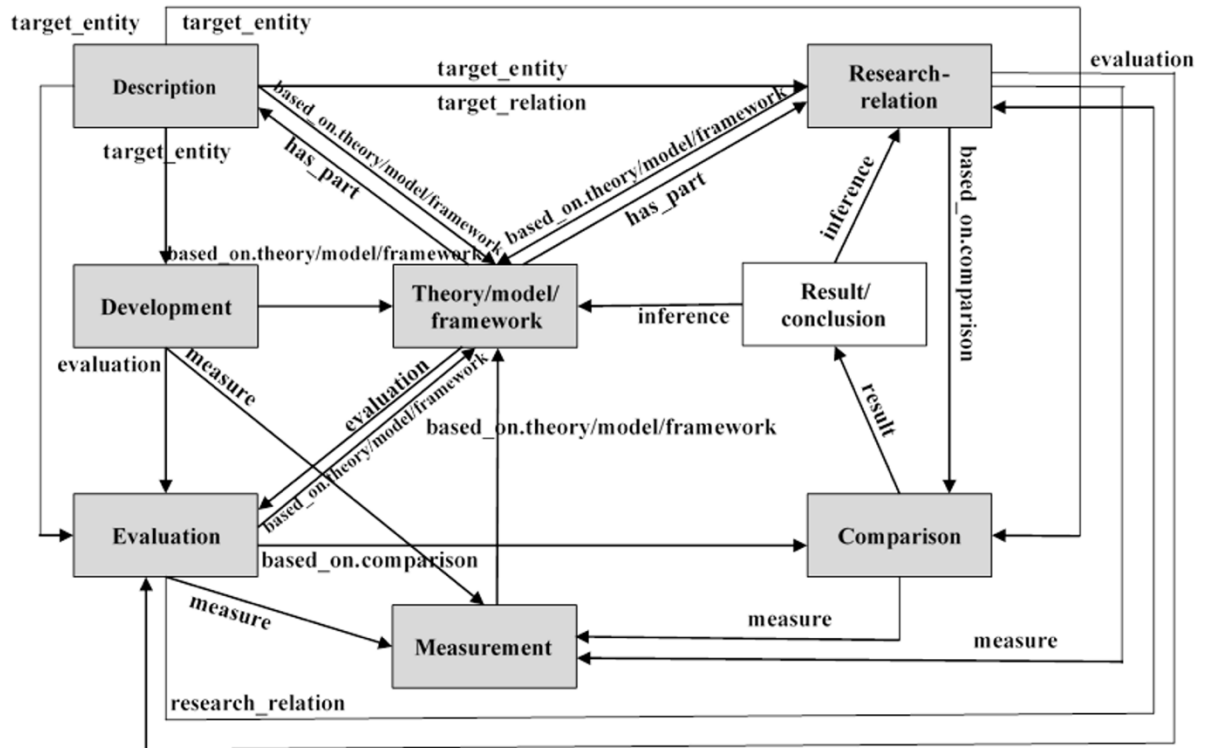 target_entity
target_entity
evaluation
Description
target_entity
target_relation
Research-
relation
based_on.theory/model/framework
has_part
based_on.theory/model/framework
has_part
target_entity
based_on.comparison
inference
based_on.theory/model/framework
Development
Theory/model/
framework
inference
Result/
conclusion
evaluation
measure
evaluation
based_on.theory/model/framework
based_on.theory/model/framework
result
Evaluation
based_on.comparison
Comparison
measure
Measurement
measure
measure
research_relation